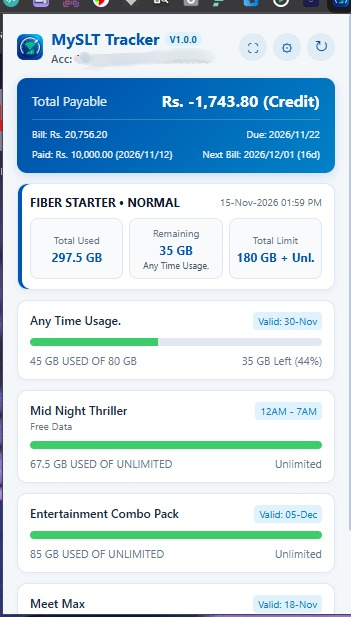 MySLT Tracker V1.0.0
Acc:
Total Payable Rs. -1,743.80 (Credit)
Bill: Rs. 20,756.20 Due: 2026/11/22
Paid: Rs. 10,000.00 (2026/11/12) Next Bill: 2026/12/01 (16d)
FIBER STARTER • NORMAL 15-Nov-2026 01:59 PM
Total Used
297.5 GB
Remaining
35 GB
Any Time Usage.
Total Limit
180 GB + Unl.
Any Time Usage. Valid: 30-Nov
45 GB USED OF 80 GB 35 GB Left (44%)
Mid Night Thriller 12AM - 7AM
Free Data
67.5 GB USED OF UNLIMITED Unlimited
Entertainment Combo Pack Valid: 05-Dec
85 GB USED OF UNLIMITED Unlimited
Meet Max Valid: 18-Nov